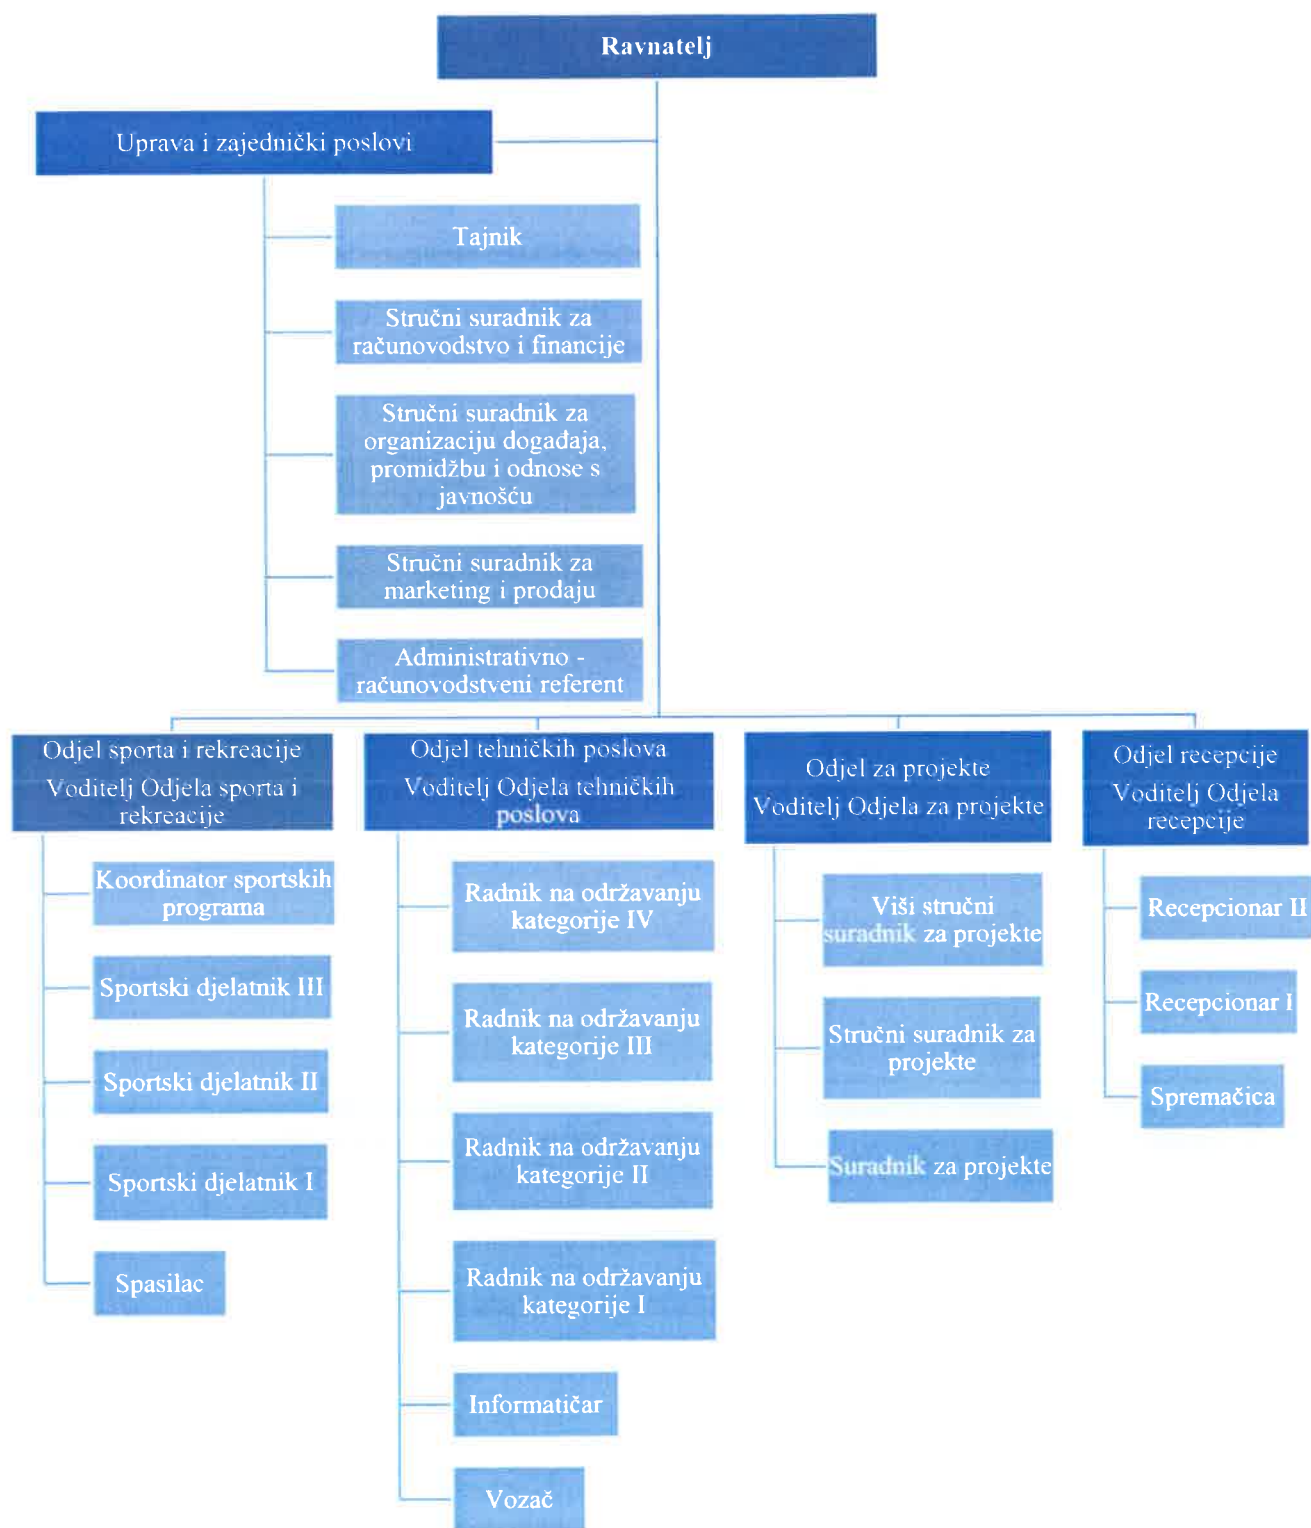 Ravnatelj
Uprava i zajednički poslovi
Tajnik
Stručni suradnik za
računovodstvo i financije
Stručni suradnik za
organizaciju događaja,
promidžbu i odnose s
javnošću
Stručni suradnik za
marketing i prodaju
Administrativno -
računovodstveni referent
Odjel sporta i rekreacije
Voditelj Odjela sporta i
rekreacije
Koordinator sportskih
programa
Sportski djelatnik III
Sportski djelatnik II
Sportski djelatnik I
Spasilac
Odjel tehničkih poslova
Voditelj Odjela tehničkih
poslova
Radnik na održavanju
kategorije IV
Radnik na održavanju
kategorije III
Radnik na održavanju
kategorije II
Radnik na održavanju
kategorije I
Informatičar
Vozač
Odjel za projekte
Voditelj Odjela za projekte
Viši stručni
suradnik za projekte
Stručni suradnik za
projekte
Suradnik za projekte
Odjel recepcije
Voditelj Odjela
recepcije
Recepcionar II
Recepcionar I
Spremačica